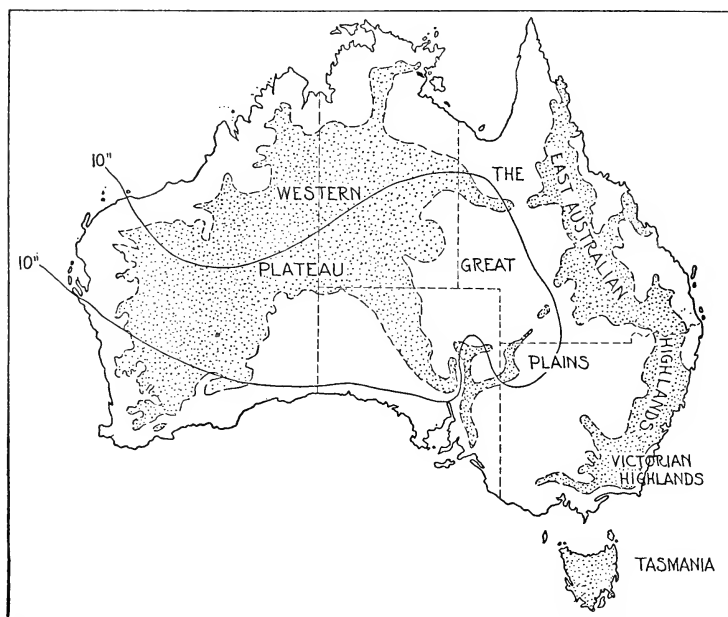 10"
WESTERN
THE
EAST AUSTRALIAN
10"
PLATEAU
GREAT
PLAINS
HIGHLANDS
VICTORIAN
HIGHLANDS
TASMANIA